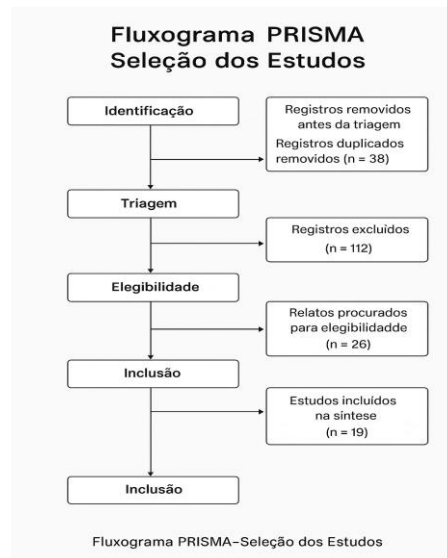 Fluxograma PRISMA
Seleção dos Estudos
Identificação
Registros removidos
antes da triagem
Registros duplicados
removidos (n = 38)
Triagem
Registros excluídos
(n = 112)
Elegibilidade
Relatos procurados
para elegibilidadde
(n = 26)
Inclusão
Estudos incluídos
na síntese
(n = 19)
Inclusão
Fluxograma PRISMA–Seleção dos Estudos